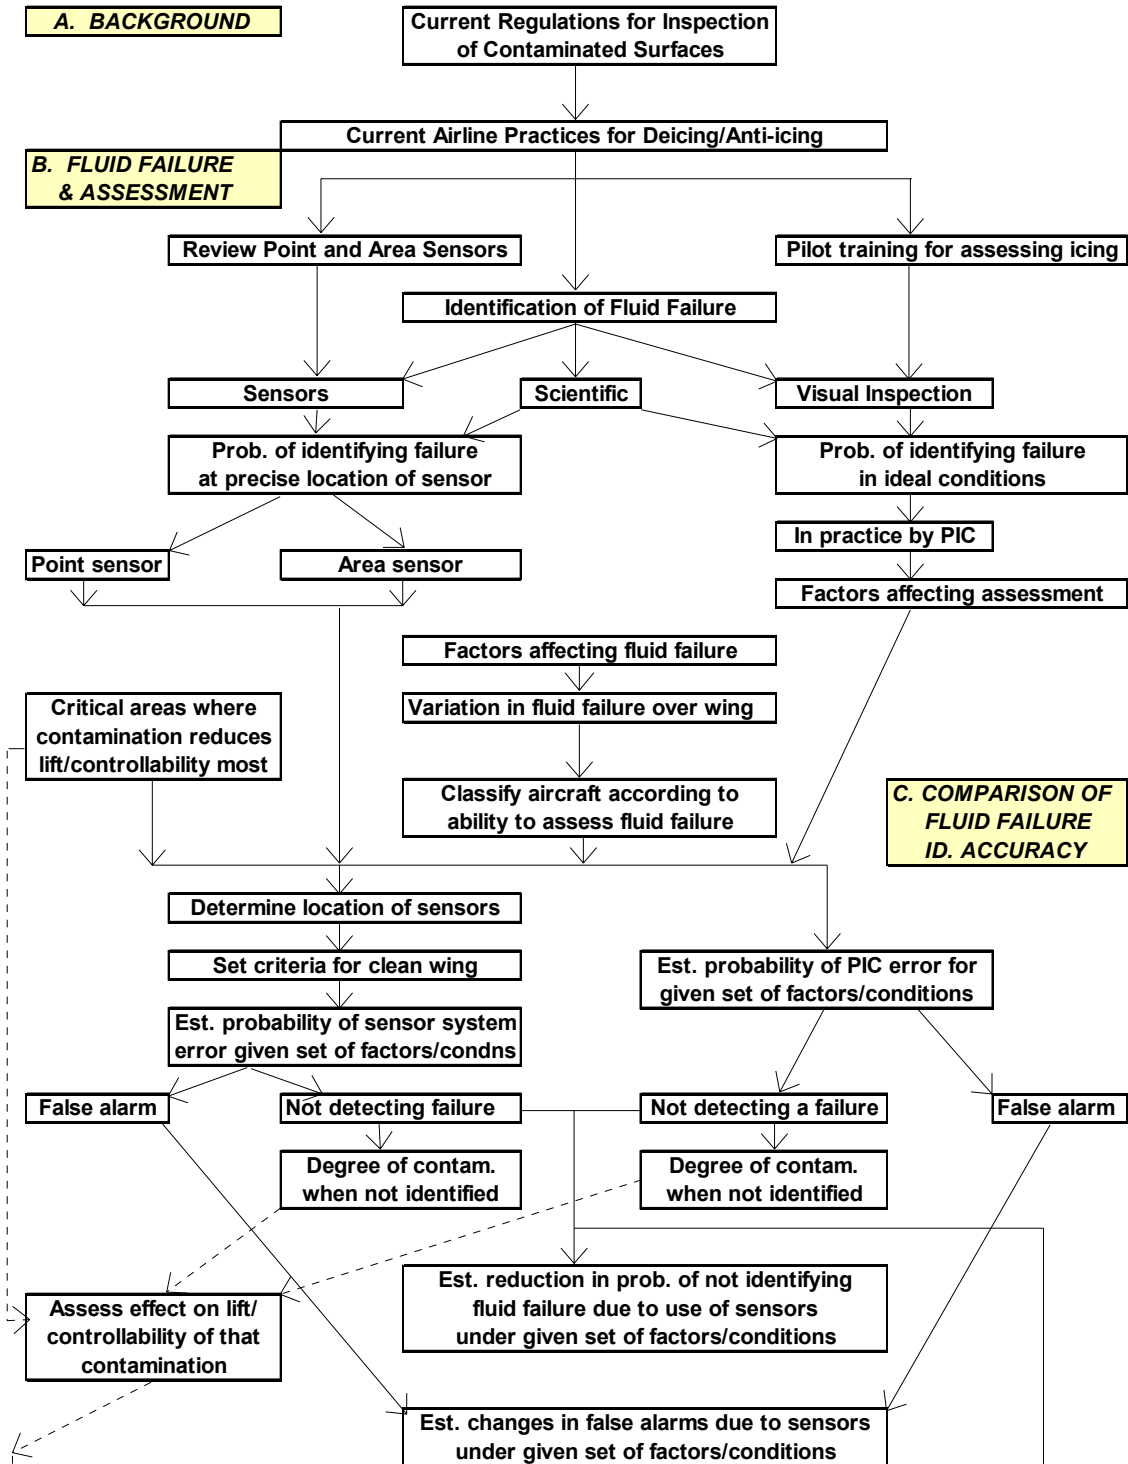 A. BACKGROUND
Current Regulations for Inspection
of Contaminated Surfaces
Current Airline Practices for Deicing/Anti-icing
B. FLUID FAILURE
& ASSESSMENT
Review Point and Area Sensors
Pilot training for assessing icing
Identification of Fluid Failure
Sensors
Scientific
Visual Inspection
Prob. of identifying failure
at precise location of sensor
Prob. of identifying failure
in ideal conditions
In practice by PIC
Point sensor
Area sensor
Factors affecting assessment
Factors affecting fluid failure
Variation in fluid failure over wing
Critical areas where
contamination reduces
lift/controllability most
Classify aircraft according to
ability to assess fluid failure
C. COMPARISON OF
FLUID FAILURE
ID. ACCURACY
Determine location of sensors
Set criteria for clean wing
Est. probability of PIC error for
given set of factors/conditions
Est. probability of sensor system
error given set of factors/condns
False alarm
Not detecting failure
Not detecting a failure
False alarm
Degree of contam.
when not identified
Degree of contam.
when not identified
Est. reduction in prob. of not identifying
fluid failure due to use of sensors
under given set of factors/conditions
Assess effect on lift/
controllability of that
contamination
Est. changes in false alarms due to sensors
under given set of factors/conditions